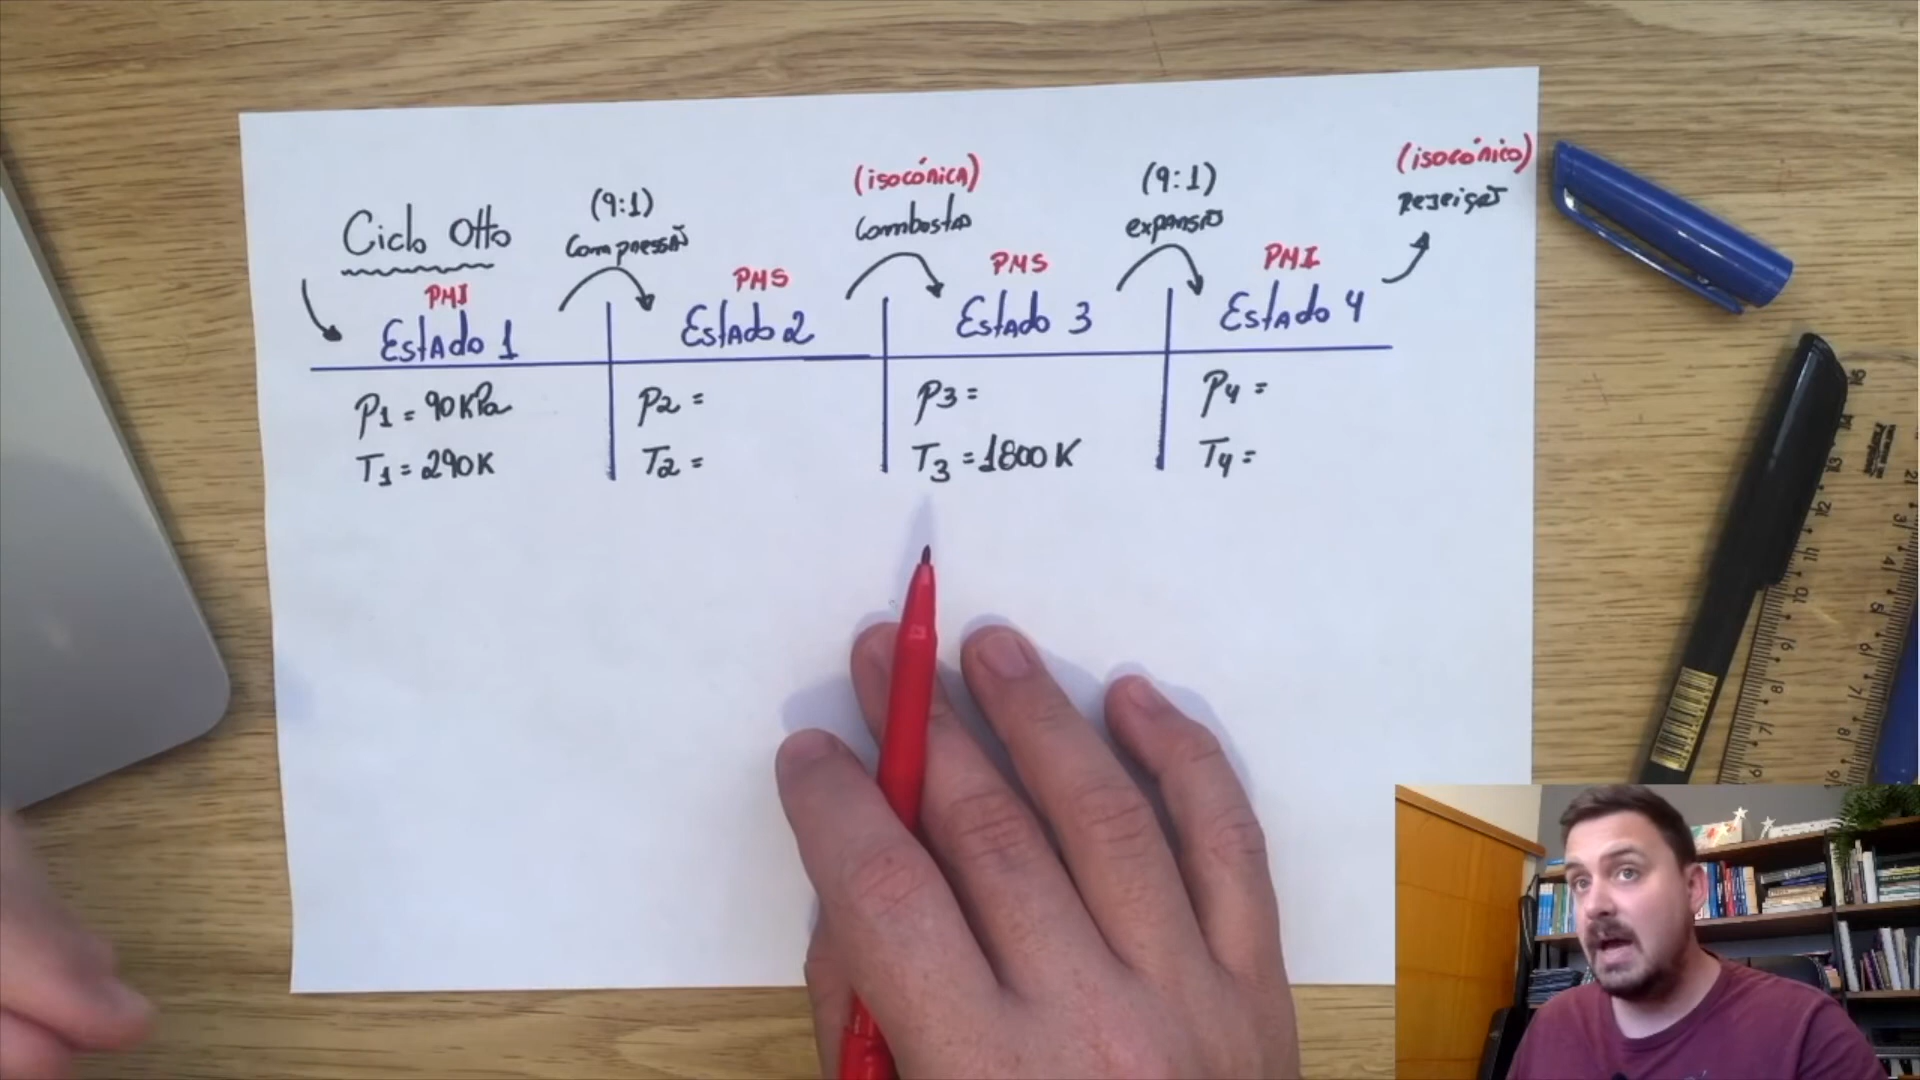 Ciclo Otto
(9:1)
Compressão
(isocórica)
Combostão
(9:1)
expansão
(isocórico)
Rejeição
PMI
Estado 1
PMS
Estado 2
PMS
Estado 3
PMI
Estado 4
P1 = 90 KPa
T1 = 290 K
P2 =
T2 =
P3 =
T3 = 1800 K
P4 =
T4 =